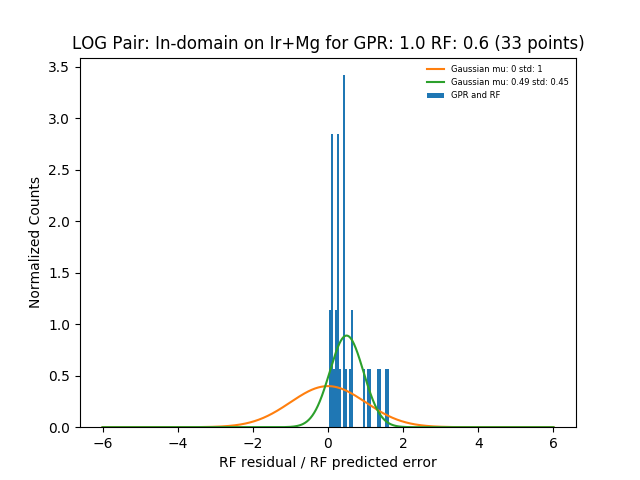 LOG Pair: In-domain on Ir+Mg for GPR: 1.0 RF: 0.6 (33 points)
Gaussian mu: 0 std: 1
Gaussian mu: 0.49 std: 0.45
GPR and RF
Normalized Counts
3.5
3.0
2.5
2.0
1.5
1.0
0.5
0.0
−6
−4
−2
0
2
4
6
RF residual / RF predicted error